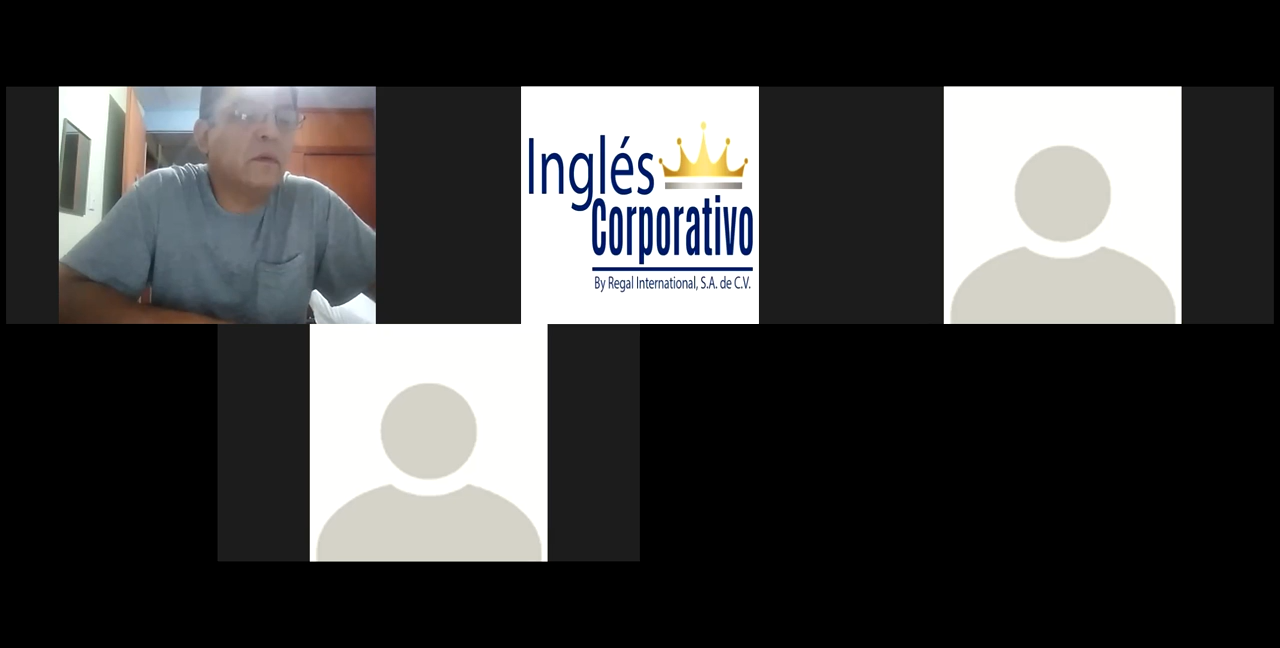 Inglés
Corporativo
By Regal International, S.A. de C.V.